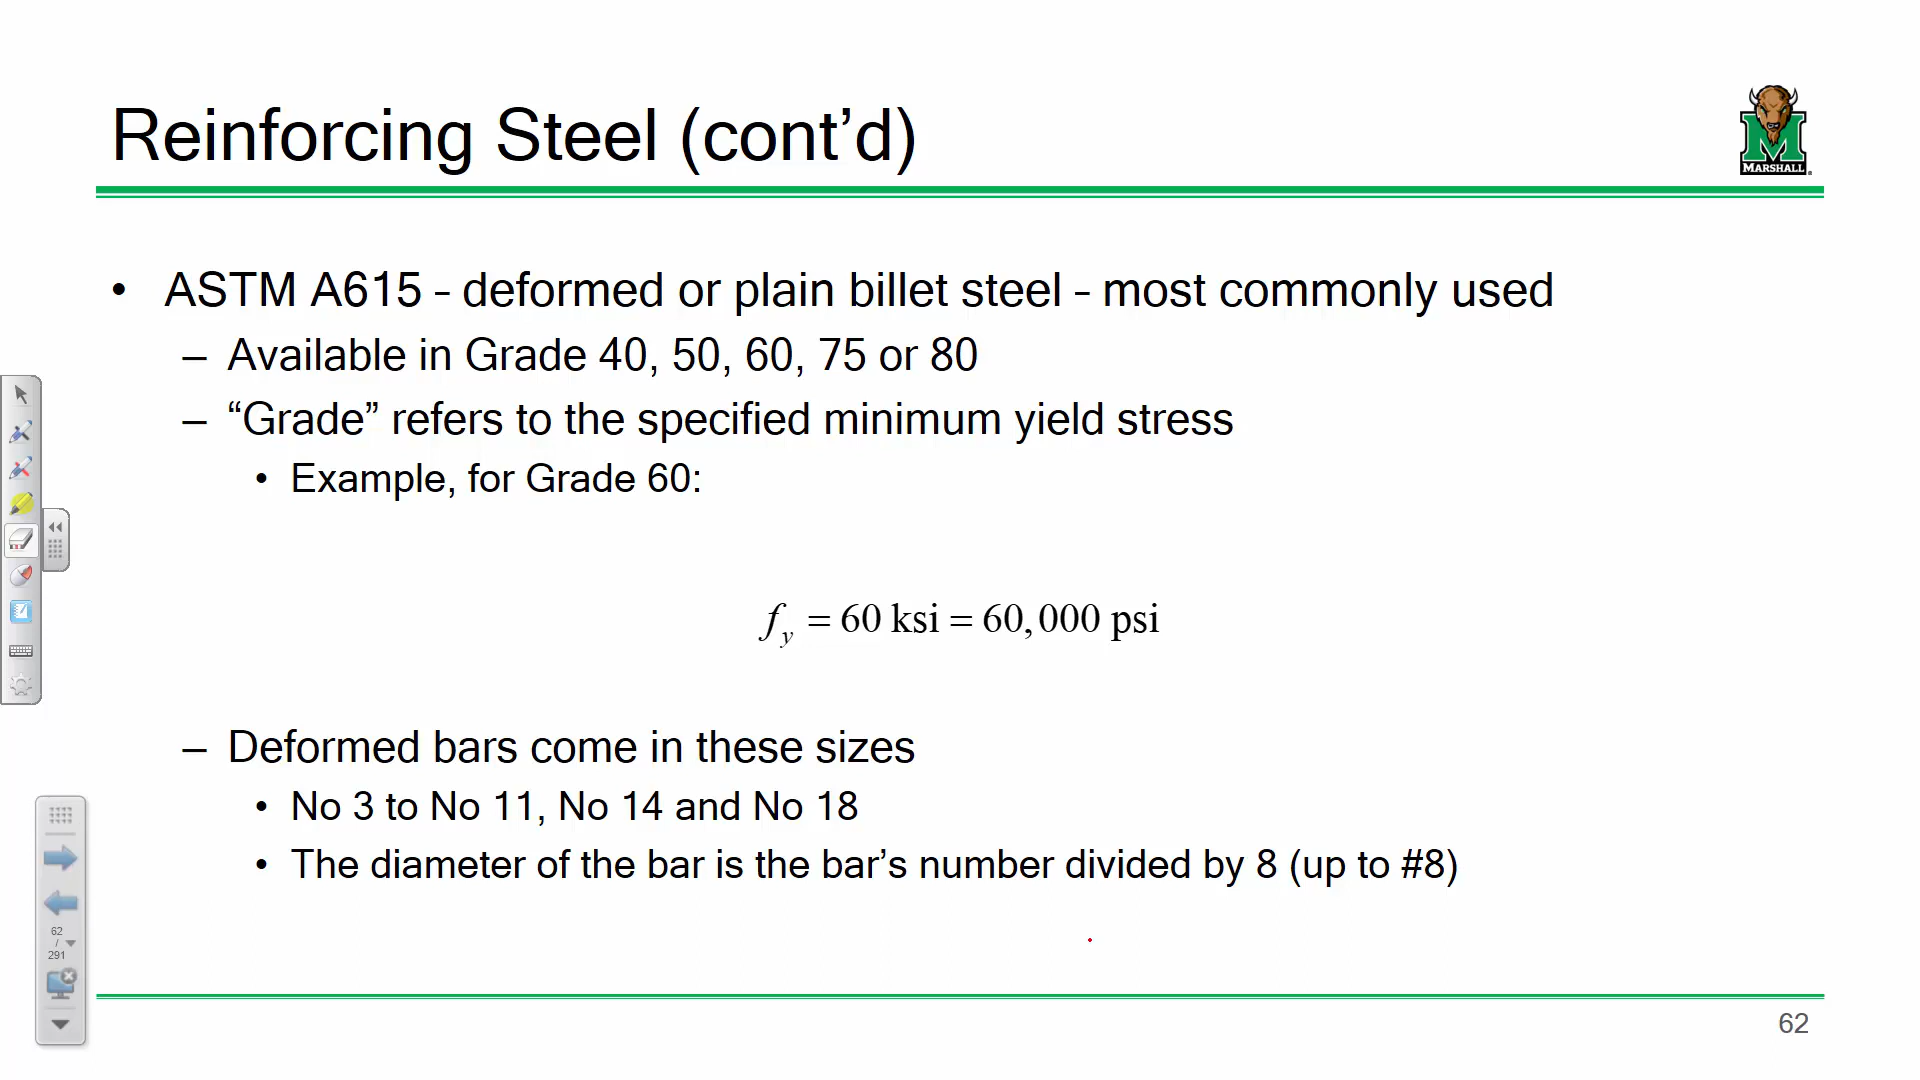 Reinforcing Steel (cont’d)
MARSHALL
• ASTM A615 – deformed or plain billet steel – most commonly used
– Available in Grade 40, 50, 60, 75 or 80
– “Grade” refers to the specified minimum yield stress
• Example, for Grade 60:
f_y = 60 ksi = 60,000 psi
– Deformed bars come in these sizes
• No 3 to No 11, No 14 and No 18
• The diameter of the bar is the bar’s number divided by 8 (up to #8)
62
/
291
62